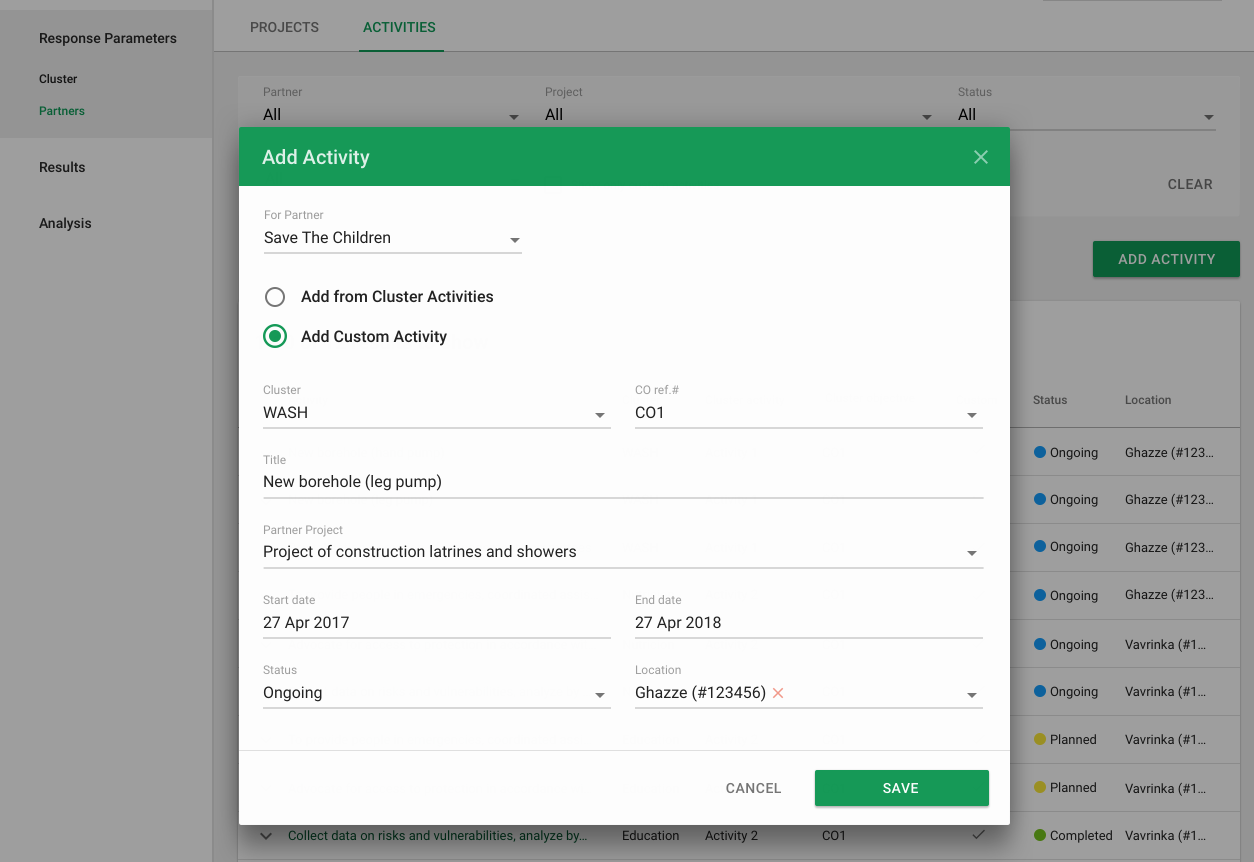 Response Parameters
Cluster
Partners
Results
Analysis
PROJECTS ACTIVITIES
Partner Project Status
All All All
CLEAR
ADD ACTIVITY
Add Activity
For Partner
Save The Children
Add from Cluster Activities
Add Custom Activity
Cluster CO ref.#
WASH CO1
Title
New borehole (leg pump)
Partner Project
Project of construction latrines and showers
Start date End date
27 Apr 2017 27 Apr 2018
Status Location
Ongoing Ghazze (#123456)
CANCEL SAVE
Status Location
Ongoing Ghazze (#123...
Ongoing Ghazze (#123...
Ongoing Ghazze (#123...
Ongoing Ghazze (#123...
Ongoing Vavrinka (#1...
Ongoing Vavrinka (#1...
Planned Vavrinka (#1...
Planned Vavrinka (#1...
Collect data on risks and vulnerabilities, analyze by... Education Activity 2 CO1 Completed Vavrinka (#1...